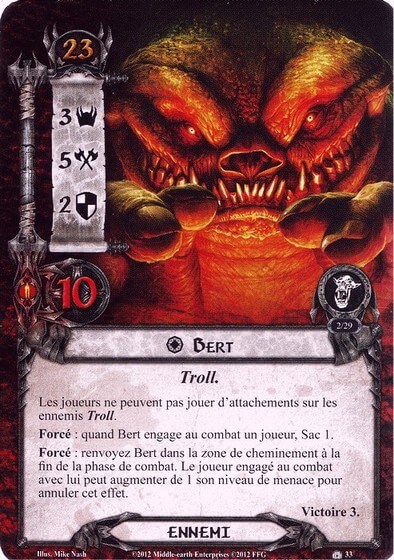 23
3
5
2
10
2/29
Bert
Troll.
Les joueurs ne peuvent pas jouer d'attachements sur les
ennemis Troll.
Forcé : quand Bert engage au combat un joueur, Sac 1.
Forcé : renvoyez Bert dans la zone de cheminement à la
fin de la phase de combat. Le joueur engagé au combat
avec lui peut augmenter de 1 son niveau de menace pour
annuler cet effet.
Victoire 3.
ENNEMI
Illus. Mike Nash
©2012 Middle-earth Enterprises ©2012 FFG
33